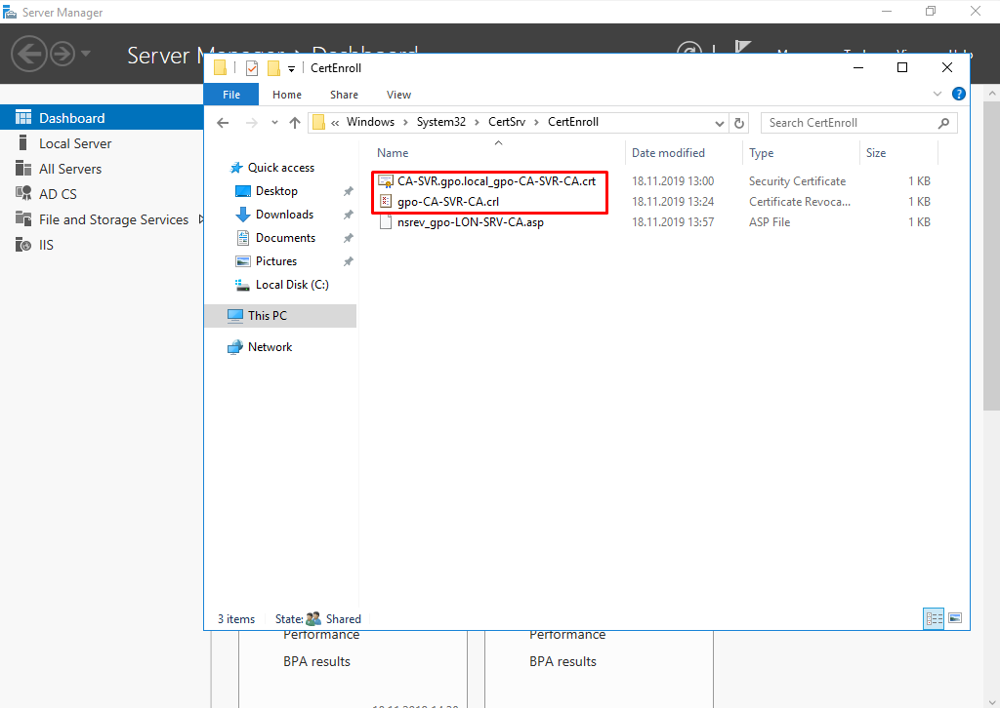 Server Manager
Server Manager Dashboard
CertEnroll
File Home Share View
« Windows > System32 > CertSrv > CertEnroll
Search CertEnroll
Dashboard
Local Server
All Servers
AD CS
File and Storage Services
IIS
Quick access
Desktop
Downloads
Documents
Pictures
Local Disk (C:)
This PC
Network
Name Date modified Type Size
CA-SVR.gpo.local_gpo-CA-SVR-CA.crt 18.11.2019 13:00 Security Certificate 1 KB
gpo-CA-SVR-CA.crl 18.11.2019 13:24 Certificate Revoca... 1 KB
nsrev_gpo-LON-SRV-CA.asp 18.11.2019 13:57 ASP File 1 KB
3 items State: Shared
Performance Performance
BPA results BPA results